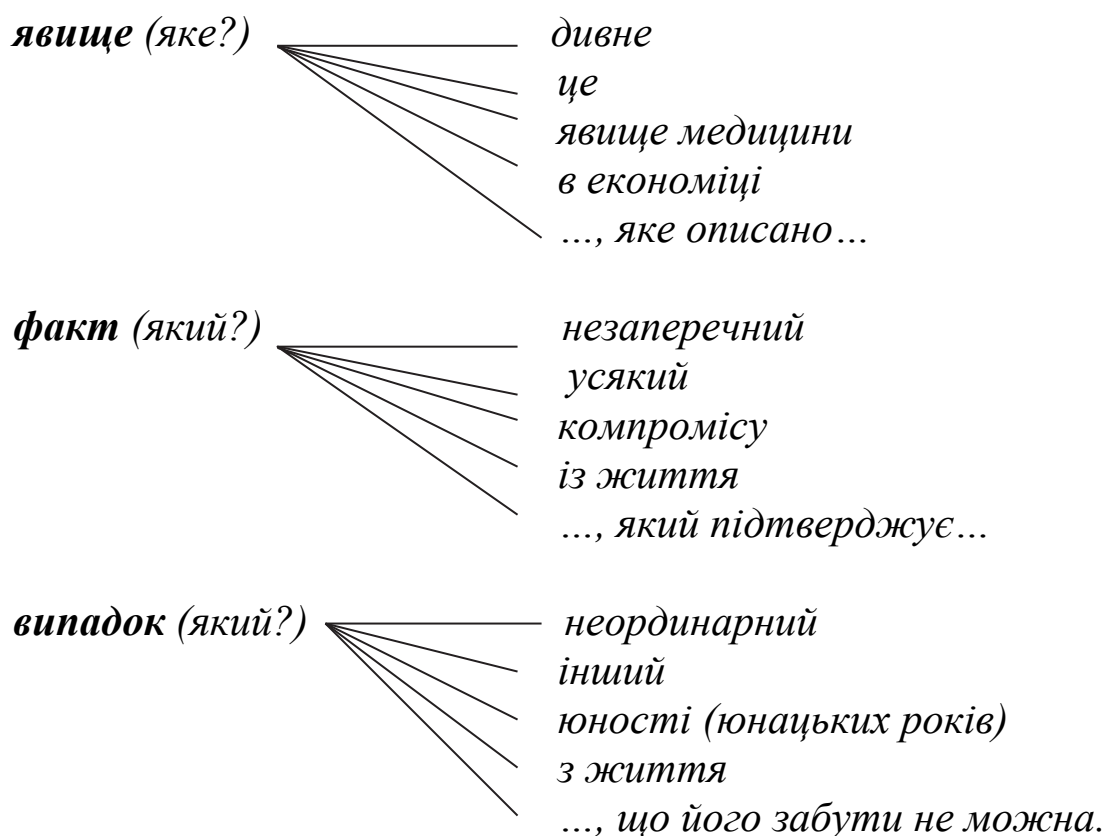 явище (яке?) дивне
це
явище медицини
в економіці
..., яке описано...
факт (який?) незаперечний
усякий
компромісу
із життя
..., який підтверджує...
випадок (який?) неординарний
інший
юності (юнацьких років)
з життя
..., що його забути не можна.